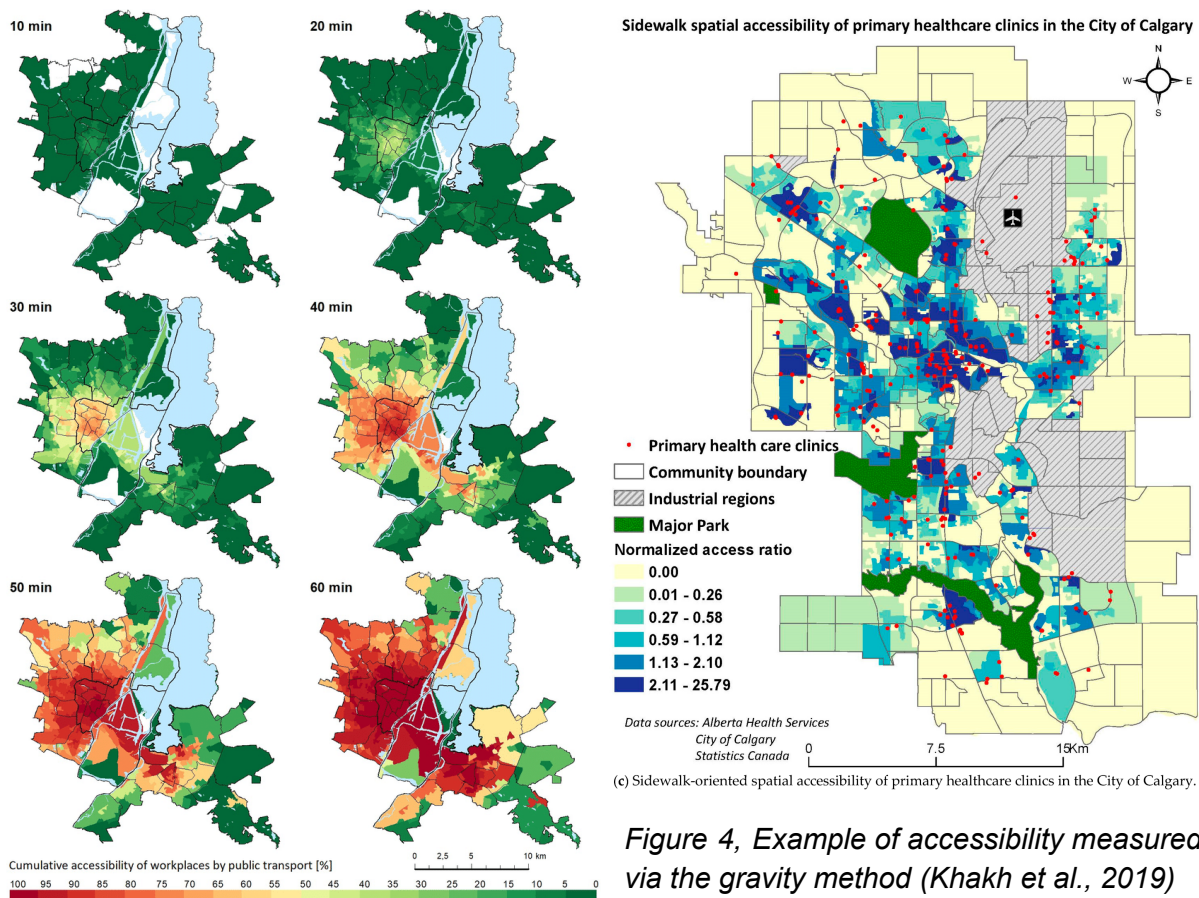 10 min
20 min
30 min
40 min
50 min
60 min
Cumulative accessibility of workplaces by public transport [%]
0 2,5 5 10 km
100 95 90 85 80 75 70 65 60 55 50 45 40 35 30 25 20 15 10 5 0
Sidewalk spatial accessibility of primary healthcare clinics in the City of Calgary
N
W E
S
Primary health care clinics
Community boundary
Industrial regions
Major Park
Normalized access ratio
0.00
0.01 - 0.26
0.27 - 0.58
0.59 - 1.12
1.13 - 2.10
2.11 - 25.79
Data sources: Alberta Health Services
City of Calgary
Statistics Canada
0 7.5 15 Km
(c) Sidewalk-oriented spatial accessibility of primary healthcare clinics in the City of Calgary.
Figure 4, Example of accessibility measured
via the gravity method (Khakh et al., 2019)